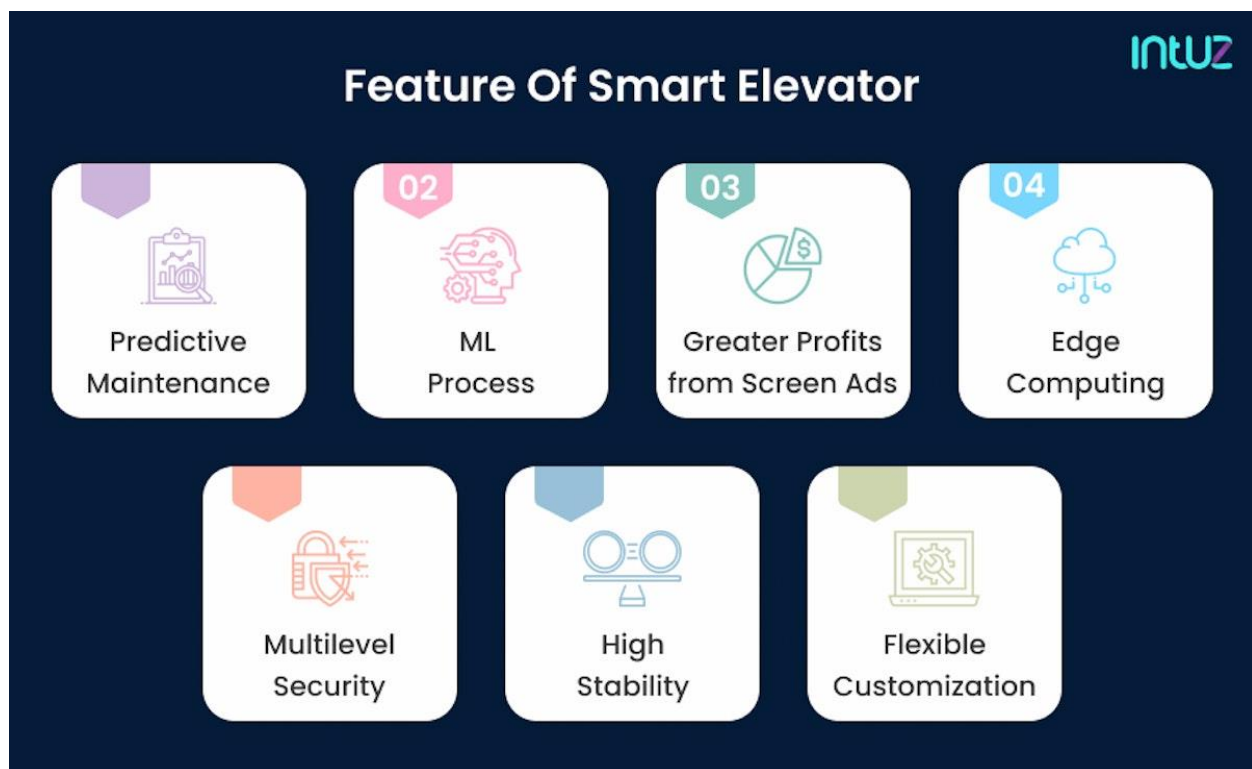 INTUZ
Feature Of Smart Elevator
02
03
04
Predictive
Maintenance
ML
Process
Greater Profits
from Screen Ads
Edge
Computing
Multilevel
Security
High
Stability
Flexible
Customization